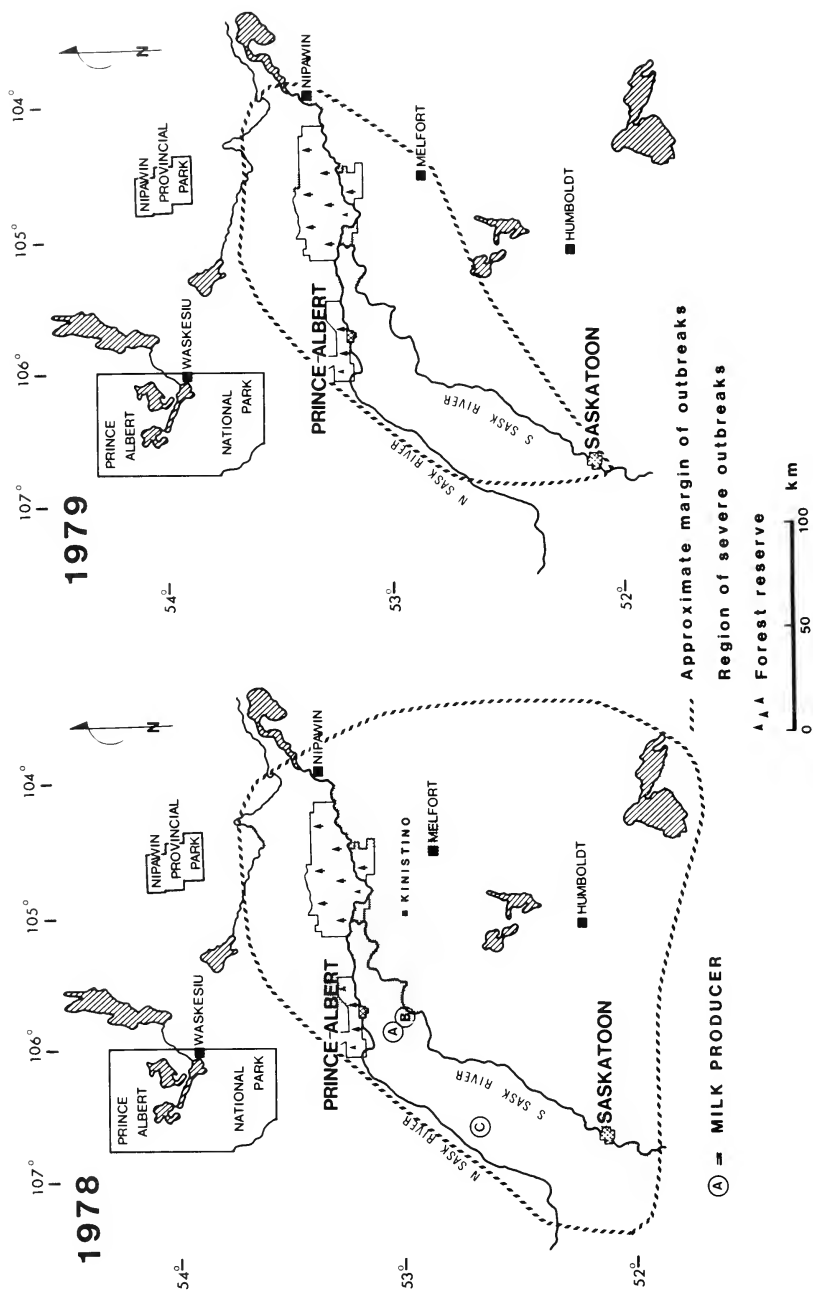 1978
107°
106°
105°
104°
54°
53°
52°
N
PRINCE
ALBERT
NATIONAL
PARK
WASKESIU
NIPAWIN
PROVINCIAL
PARK
NIPAWIN
PRINCE ALBERT
KINISTINO
MELFORT
HUMBOLDT
N SASK RIVER
S SASK RIVER
SASKATOON
A
B
C
Ⓐ = MILK PRODUCER
1979
107°
106°
105°
104°
54°
53°
52°
N
PRINCE
ALBERT
NATIONAL
PARK
WASKESIU
NIPAWIN
PROVINCIAL
PARK
NIPAWIN
PRINCE ALBERT
MELFORT
HUMBOLDT
N SASK RIVER
S SASK RIVER
SASKATOON
Approximate margin of outbreaks
Region of severe outbreaks
Forest reserve
0 50 100 km